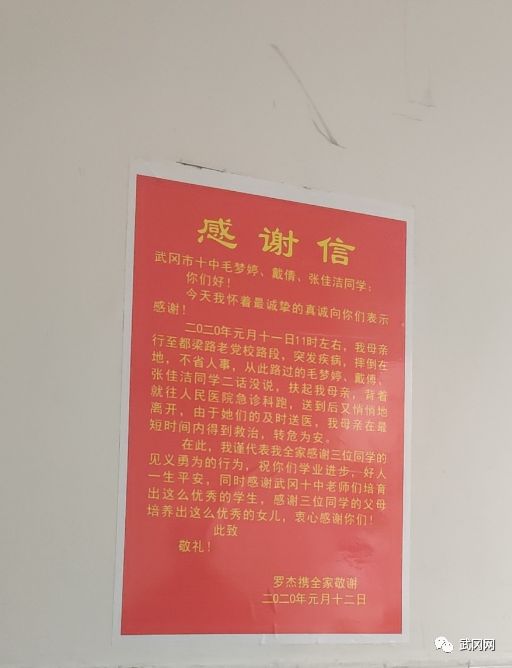 感谢信
武冈市十中毛梦婷、戴倩、张佳洁同学：
你们好！
今天我怀着最诚挚的真诚向你们表示
感谢！
二0二0年元月十一日11时左右，我母亲
行至都梁路老党校路段，突发疾病，摔倒在
地，不省人事，从此路过的毛梦婷、戴倩、
张佳洁同学二话没说，扶起我母亲，背着
就往人民医院急诊科跑，送到后又悄悄地
离开，由于她们的及时送医，我母亲在最
短时间内得到救治，转危为安。
在此，我谨代表我全家感谢三位同学的
见义勇为的行为，祝你们学业进步，好人
一生平安，同时感谢武冈十中老师们培育
出这么优秀的学生，感谢三位同学的父母
培养出这么优秀的女儿，衷心感谢你们！
此致
敬礼！
罗杰携全家敬谢
二0二0年元月十二日
武冈网